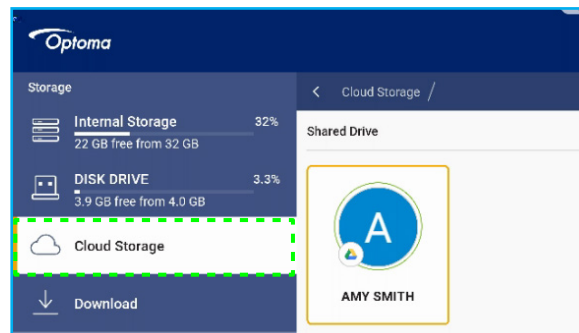 Optoma
Storage
Internal Storage 32%
22 GB free from 32 GB
DISK DRIVE 3.3%
3.9 GB free from 4.0 GB
Cloud Storage
Download
Cloud Storage /
Shared Drive
A
AMY SMITH